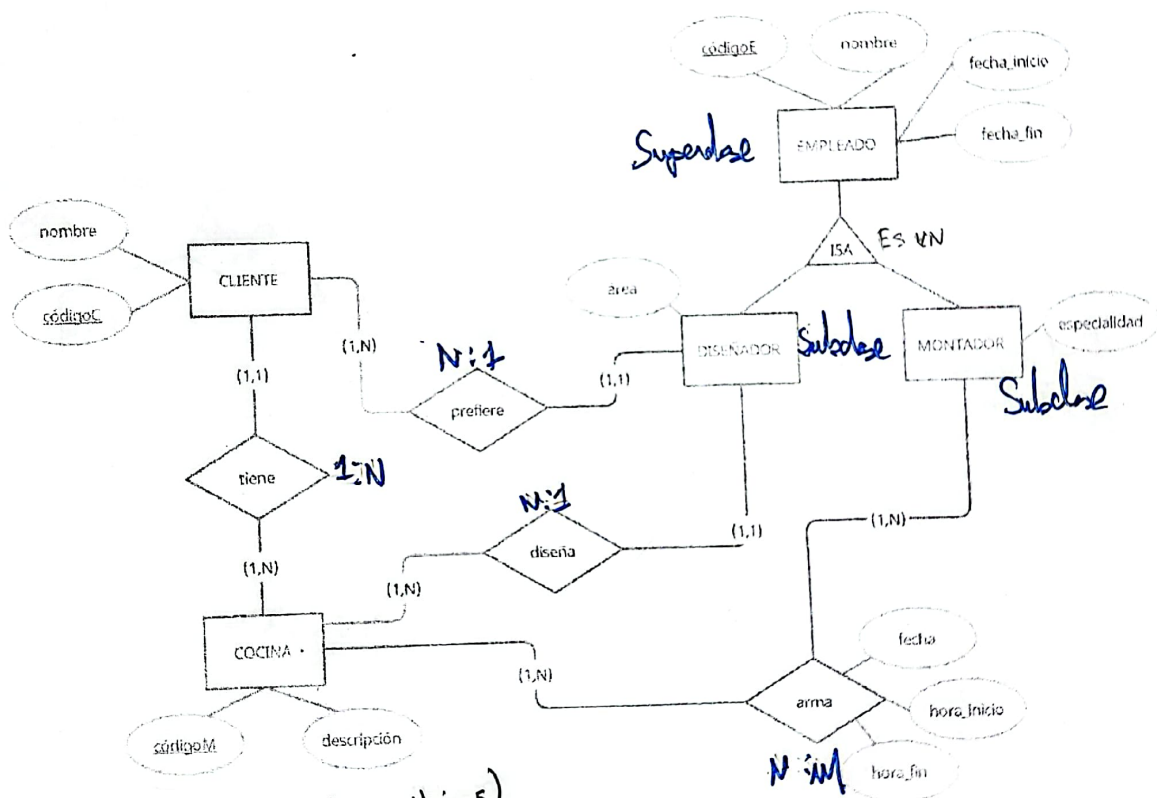 códigoE
nombre
fecha_inicio
fecha_fin
EMPLEADO
Superclase
ISA
Es un
nombre
códigoC
CLIENTE
(1,N)
(1,1)
N:1
prefiere
(1,1)
area
DISEÑADOR
Subclase
MONTADOR
especialidad
Subclase
tiene
1:N
(1,N)
N:1
diseña
(1,1)
(1,N)
(1,N)
COCINA
códigoM
descripción
(1,N)
arma
fecha
hora_inicio
hora_fin
N:M